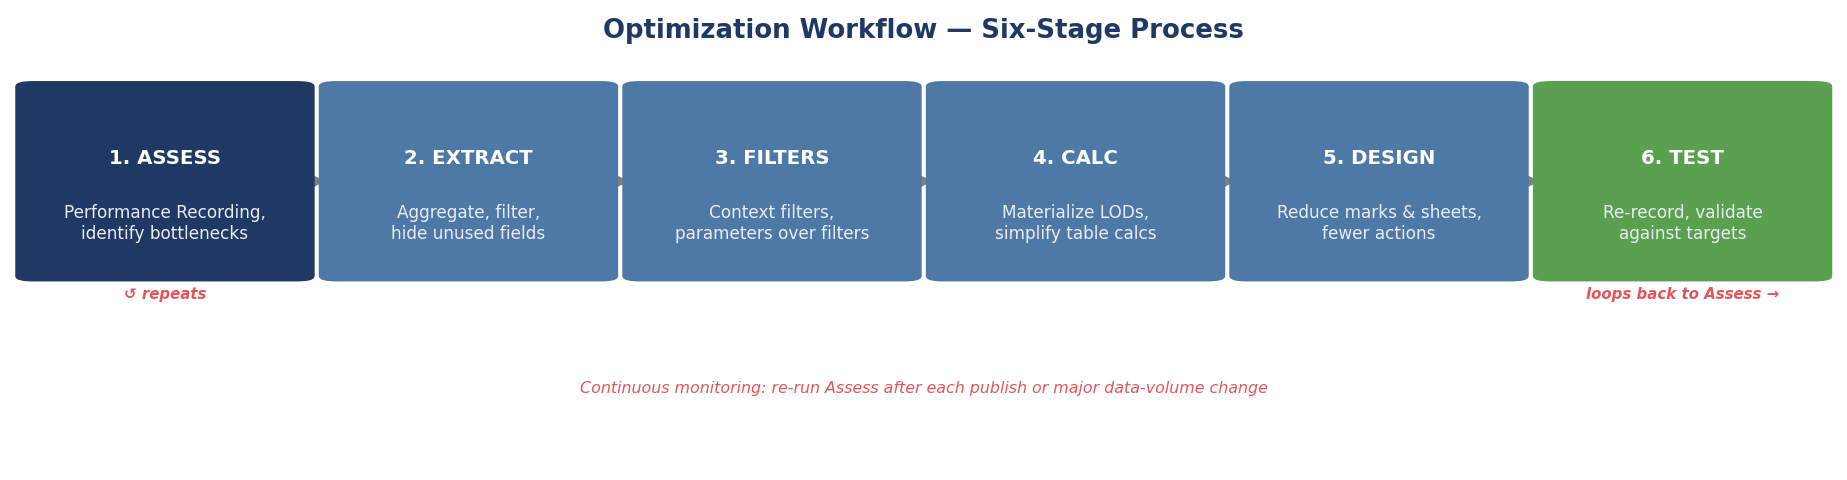 Optimization Workflow — Six-Stage Process
1. ASSESS
Performance Recording,
identify bottlenecks
↺ repeats
2. EXTRACT
Aggregate, filter,
hide unused fields
3. FILTERS
Context filters,
parameters over filters
4. CALC
Materialize LODs,
simplify table calcs
5. DESIGN
Reduce marks & sheets,
fewer actions
6. TEST
Re-record, validate
against targets
loops back to Assess →
Continuous monitoring: re-run Assess after each publish or major data-volume change